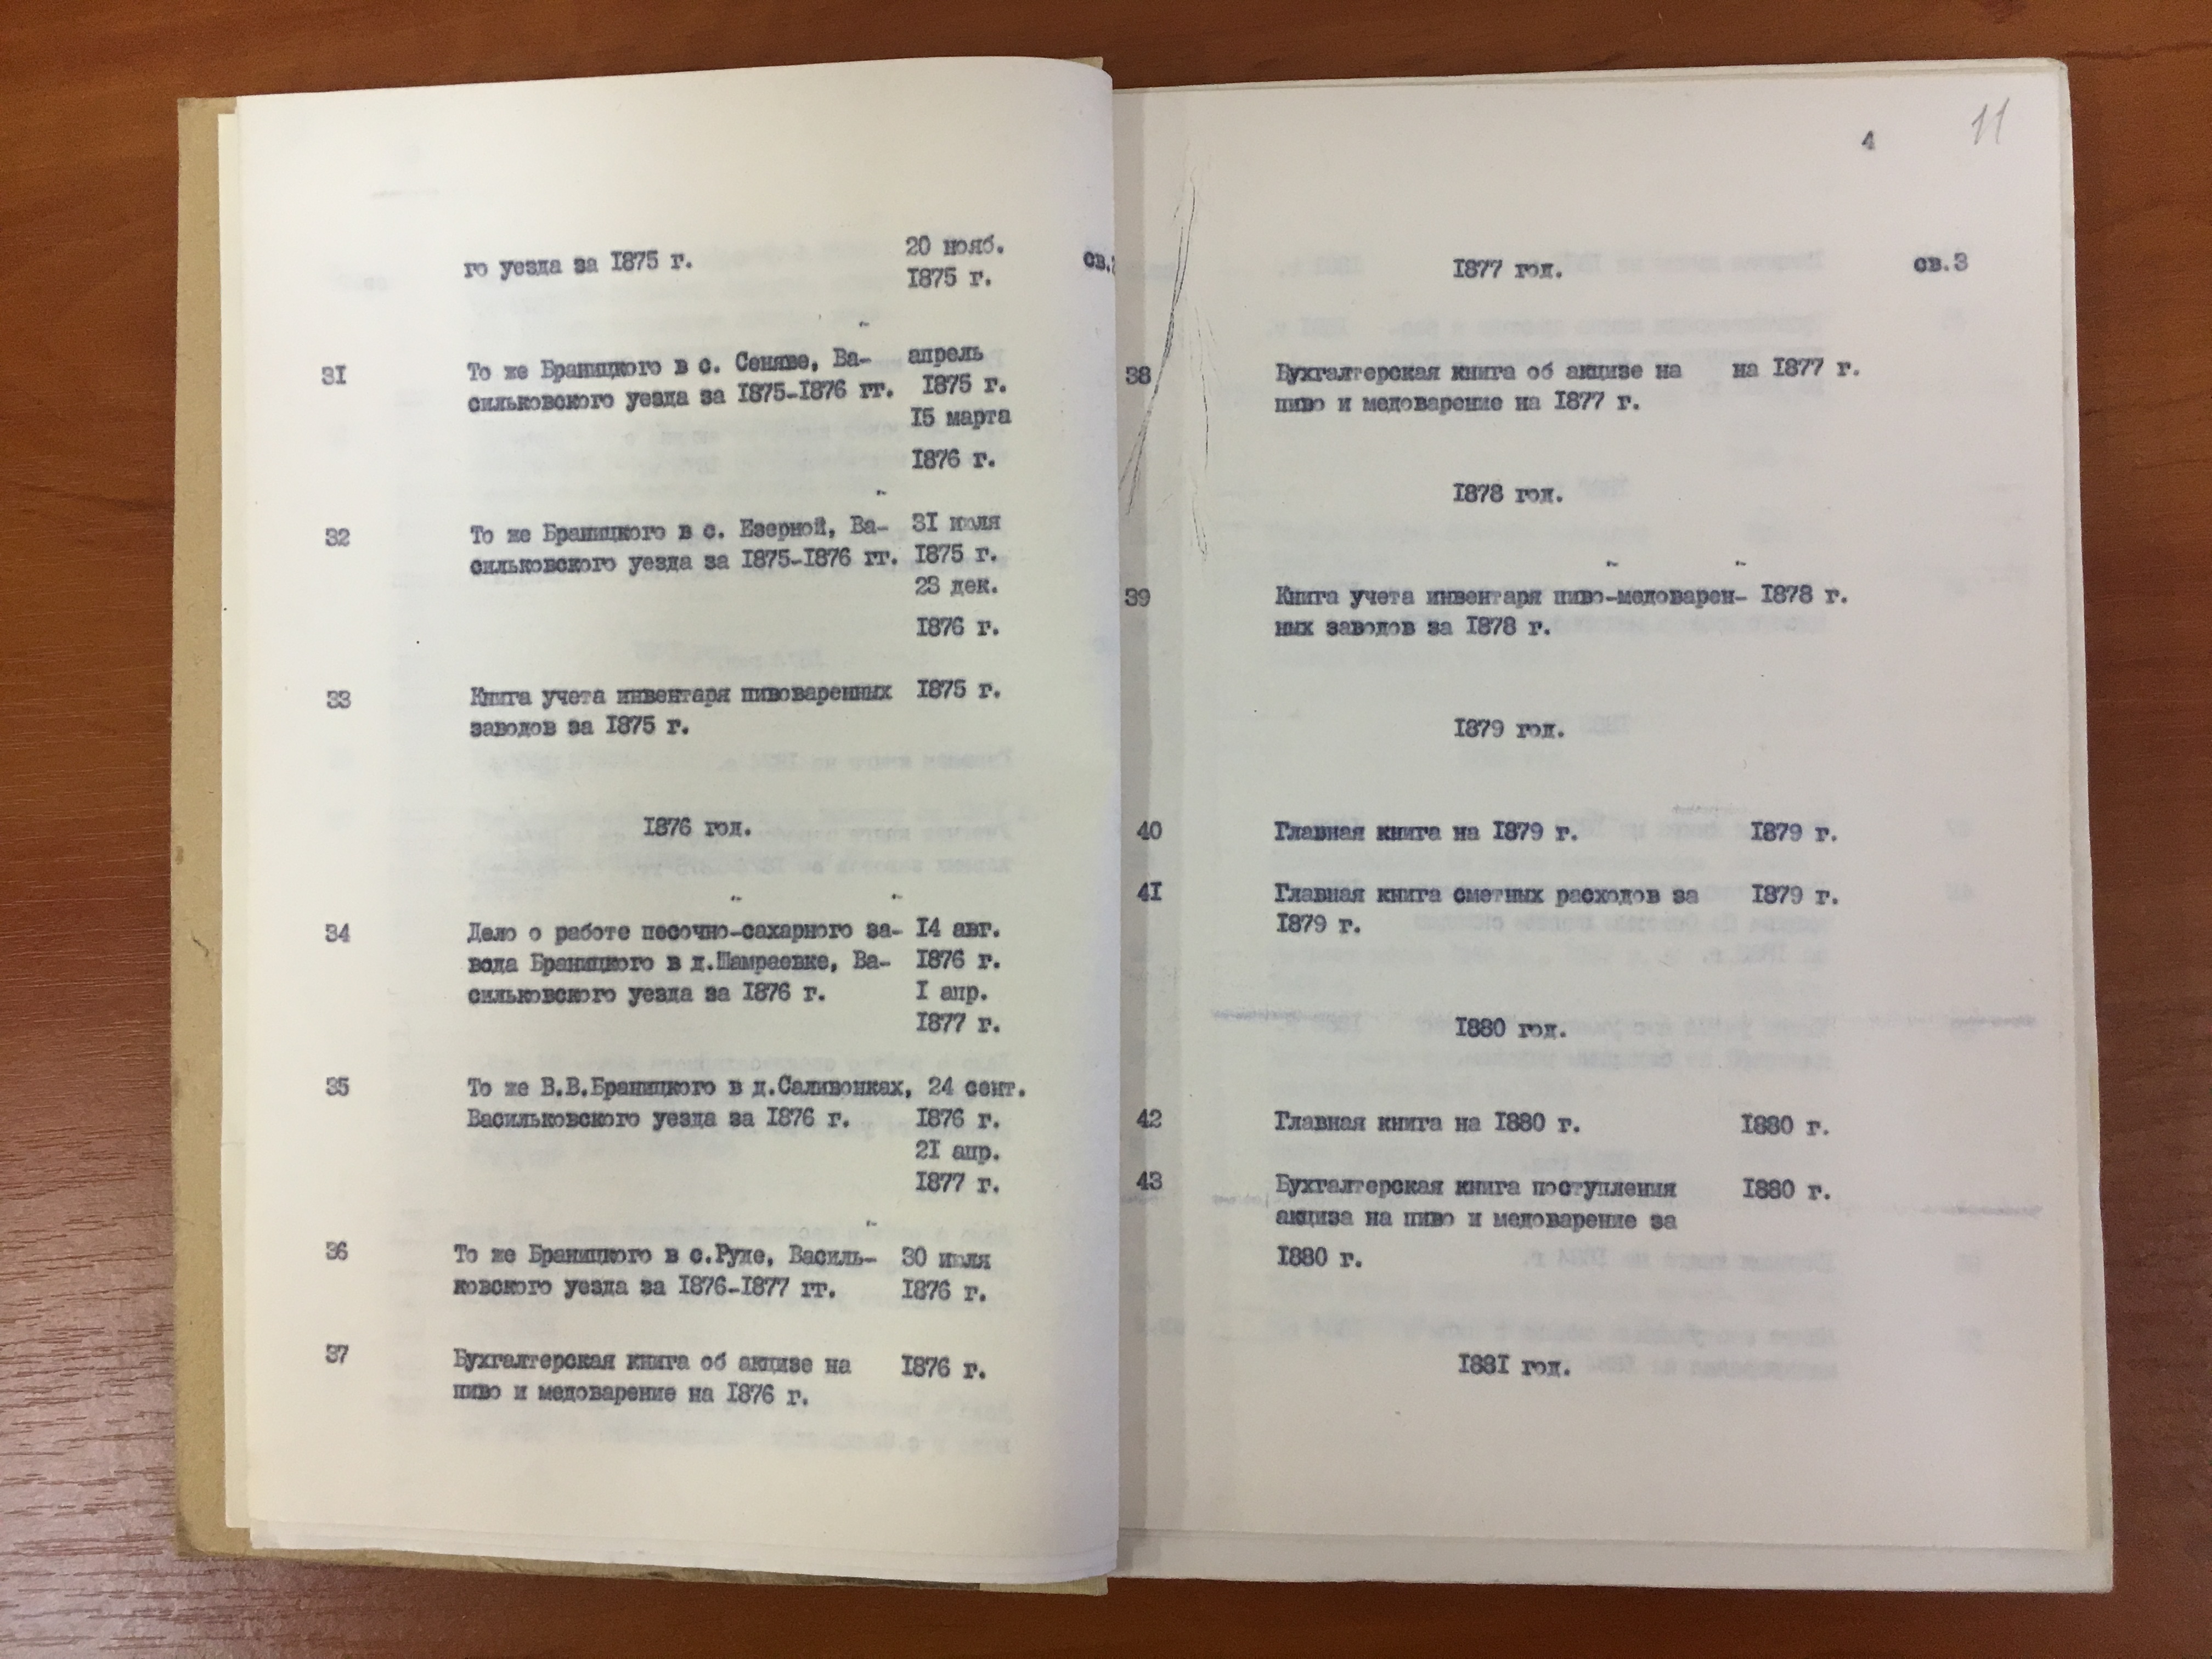 го уезда за 1875 г. 20 нояб. св.
1875 г.
31 То же Браницкого в с. Сеняве, Ва- апрель
сильковского уезда за 1875-1876 гг. 1875 г.
15 марта
1876 г.
32 То же Браницкого в с. Езерной, Ва- 31 июля
сильковского уезда за 1875-1876 гг. 1875 г.
23 дек.
1876 г.
33 Книга учета инвентаря пивоваренных 1875 г.
заводов за 1875 г.
1876 год.
34 Дело о работе песочно-сахарного за- 14 авг.
вода Браницкого в д.Шамраевке, Ва- 1876 г.
сильковского уезда за 1876 г. 1 апр.
1877 г.
35 То же В.В.Браницкого в д.Саливонках, 24 сент.
Васильковского уезда за 1876 г. 1876 г.
21 апр.
1877 г.
36 То же Браницкого в с.Руде, Василь- 30 июля
ковского уезда за 1876-1877 гг. 1876 г.
37 Бухгалтерская книга об акцизе на 1876 г.
пиво и медоварение на 1876 г.
4 11
1877 год. св.3
38 Бухгалтерская книга об акцизе на на 1877 г.
пиво и медоварение на 1877 г.
1878 год.
39 Книга учета инвентаря пиво-медоварен- 1878 г.
ных заводов за 1878 г.
1879 год.
40 Главная книга на 1879 г. 1879 г.
41 Главная книга сметных расходов за 1879 г.
1879 г.
1880 год.
42 Главная книга на 1880 г. 1880 г.
43 Бухгалтерская книга поступления 1880 г.
акциза на пиво и медоварение за
1880 г.
1881 год.